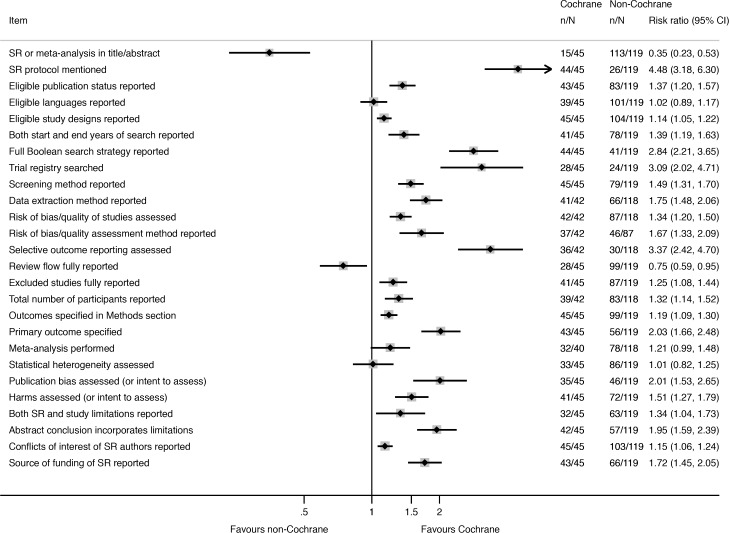 Cochrane Non-Cochrane
Item n/N n/N Risk ratio (95% CI)
SR or meta-analysis in title/abstract 15/45 113/119 0.35 (0.23, 0.53)
SR protocol mentioned 44/45 26/119 4.48 (3.18, 6.30)
Eligible publication status reported 43/45 83/119 1.37 (1.20, 1.57)
Eligible languages reported 39/45 101/119 1.02 (0.89, 1.17)
Eligible study designs reported 45/45 104/119 1.14 (1.05, 1.22)
Both start and end years of search reported 41/45 78/119 1.39 (1.19, 1.63)
Full Boolean search strategy reported 44/45 41/119 2.84 (2.21, 3.65)
Trial registry searched 28/45 24/119 3.09 (2.02, 4.71)
Screening method reported 45/45 79/119 1.49 (1.31, 1.70)
Data extraction method reported 41/42 66/118 1.75 (1.48, 2.06)
Risk of bias/quality of studies assessed 42/42 87/118 1.34 (1.20, 1.50)
Risk of bias/quality assessment method reported 37/42 46/87 1.67 (1.33, 2.09)
Selective outcome reporting assessed 36/42 30/118 3.37 (2.42, 4.70)
Review flow fully reported 28/45 99/119 0.75 (0.59, 0.95)
Excluded studies fully reported 41/45 87/119 1.25 (1.08, 1.44)
Total number of participants reported 39/42 83/118 1.32 (1.14, 1.52)
Outcomes specified in Methods section 45/45 99/119 1.19 (1.09, 1.30)
Primary outcome specified 43/45 56/119 2.03 (1.66, 2.48)
Meta-analysis performed 32/40 78/118 1.21 (0.99, 1.48)
Statistical heterogeneity assessed 33/45 86/119 1.01 (0.82, 1.25)
Publication bias assessed (or intent to assess) 35/45 46/119 2.01 (1.53, 2.65)
Harms assessed (or intent to assess) 41/45 72/119 1.51 (1.27, 1.79)
Both SR and study limitations reported 32/45 63/119 1.34 (1.04, 1.73)
Abstract conclusion incorporates limitations 42/45 57/119 1.95 (1.59, 2.39)
Conflicts of interest of SR authors reported 45/45 103/119 1.15 (1.06, 1.24)
Source of funding of SR reported 43/45 66/119 1.72 (1.45, 2.05)
.5 1 1.5 2
Favours non-Cochrane Favours Cochrane